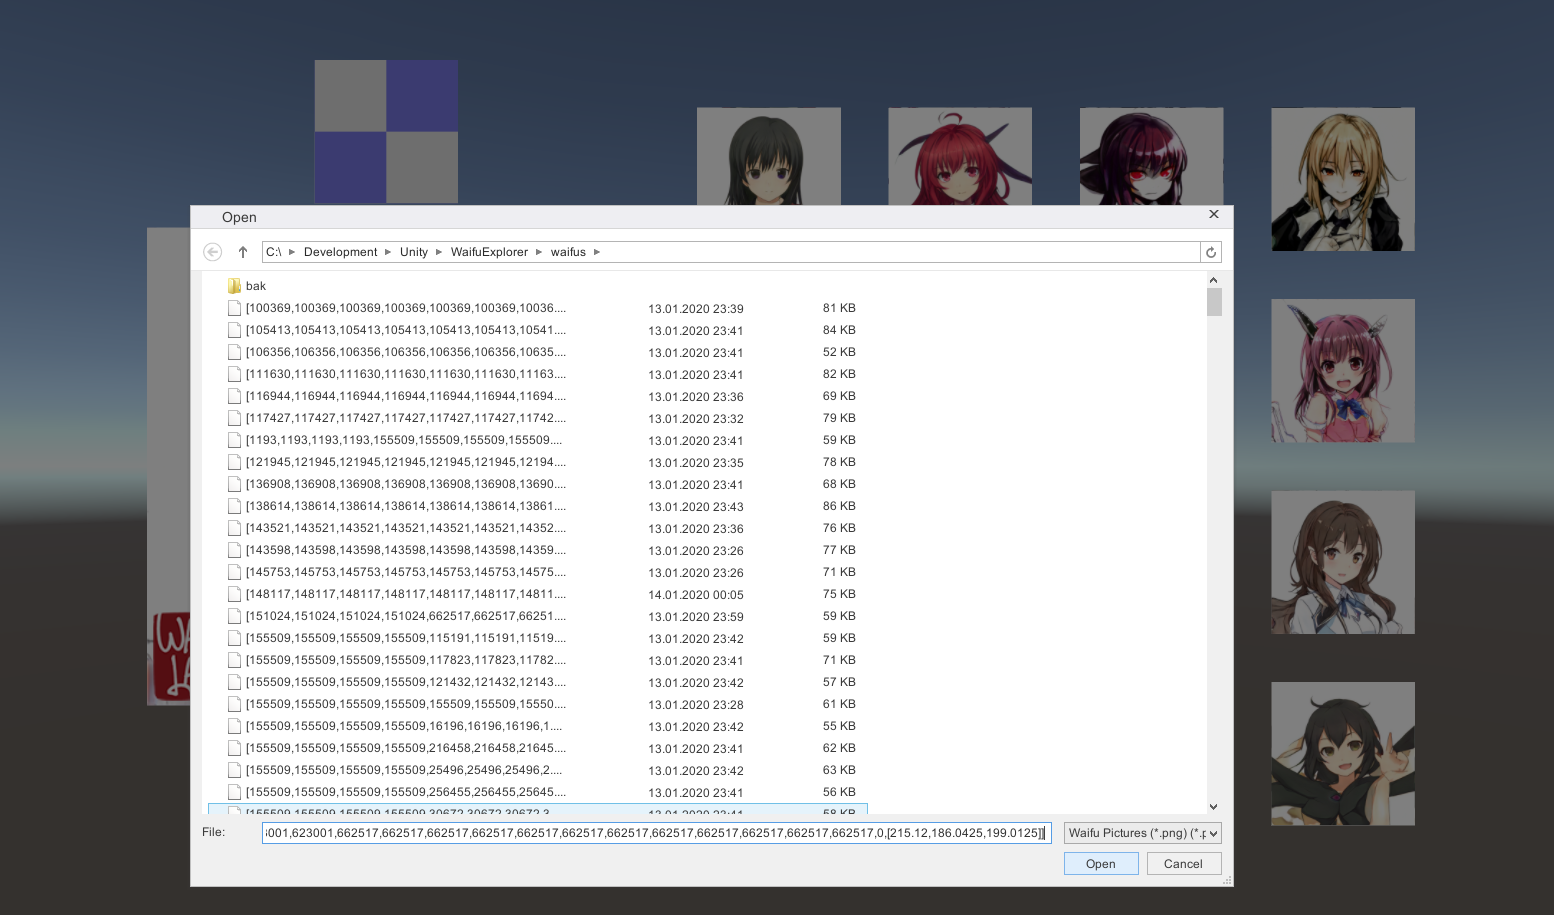 Open
C:\ Development Unity WaifuExplorer waifus
bak
[100369,100369,100369,100369,100369,100369,10036.... 13.01.2020 23:39 81 KB
[105413,105413,105413,105413,105413,105413,10541.... 13.01.2020 23:41 84 KB
[106356,106356,106356,106356,106356,106356,10635.... 13.01.2020 23:41 52 KB
[111630,111630,111630,111630,111630,111630,11163.... 13.01.2020 23:41 82 KB
[116944,116944,116944,116944,116944,116944,11694.... 13.01.2020 23:36 69 KB
[117427,117427,117427,117427,117427,117427,11742.... 13.01.2020 23:32 79 KB
[1193,1193,1193,1193,155509,155509,155509,155509.... 13.01.2020 23:41 59 KB
[121945,121945,121945,121945,121945,121945,12194.... 13.01.2020 23:35 78 KB
[136908,136908,136908,136908,136908,136908,13690.... 13.01.2020 23:41 68 KB
[138614,138614,138614,138614,138614,138614,13861.... 13.01.2020 23:43 86 KB
[143521,143521,143521,143521,143521,143521,14352.... 13.01.2020 23:36 76 KB
[143598,143598,143598,143598,143598,143598,14359.... 13.01.2020 23:26 77 KB
[145753,145753,145753,145753,145753,145753,14575.... 13.01.2020 23:26 71 KB
[148117,148117,148117,148117,148117,148117,14811.... 14.01.2020 00:05 75 KB
[151024,151024,151024,151024,662517,662517,66251.... 13.01.2020 23:59 59 KB
[155509,155509,155509,155509,115191,115191,11519.... 13.01.2020 23:42 59 KB
[155509,155509,155509,155509,117823,117823,11782.... 13.01.2020 23:41 71 KB
[155509,155509,155509,155509,121432,121432,12143.... 13.01.2020 23:42 57 KB
[155509,155509,155509,155509,155509,155509,15550.... 13.01.2020 23:28 61 KB
[155509,155509,155509,155509,16196,16196,16196,1.... 13.01.2020 23:42 55 KB
[155509,155509,155509,155509,216458,216458,21645.... 13.01.2020 23:41 62 KB
[155509,155509,155509,155509,25496,25496,25496,2.... 13.01.2020 23:42 63 KB
[155509,155509,155509,155509,256455,256455,25645.... 13.01.2020 23:41 56 KB
[155509,155509,155509,155509,30672,30672,30672,3.... 13.01.2020 23:41 58 KB
File: 3001,623001,662517,662517,662517,662517,662517,662517,662517,662517,662517,662517,662517,0,[215.12,186.0425,199.0125]] Waifu Pictures (*.png) (*.p
Open Cancel